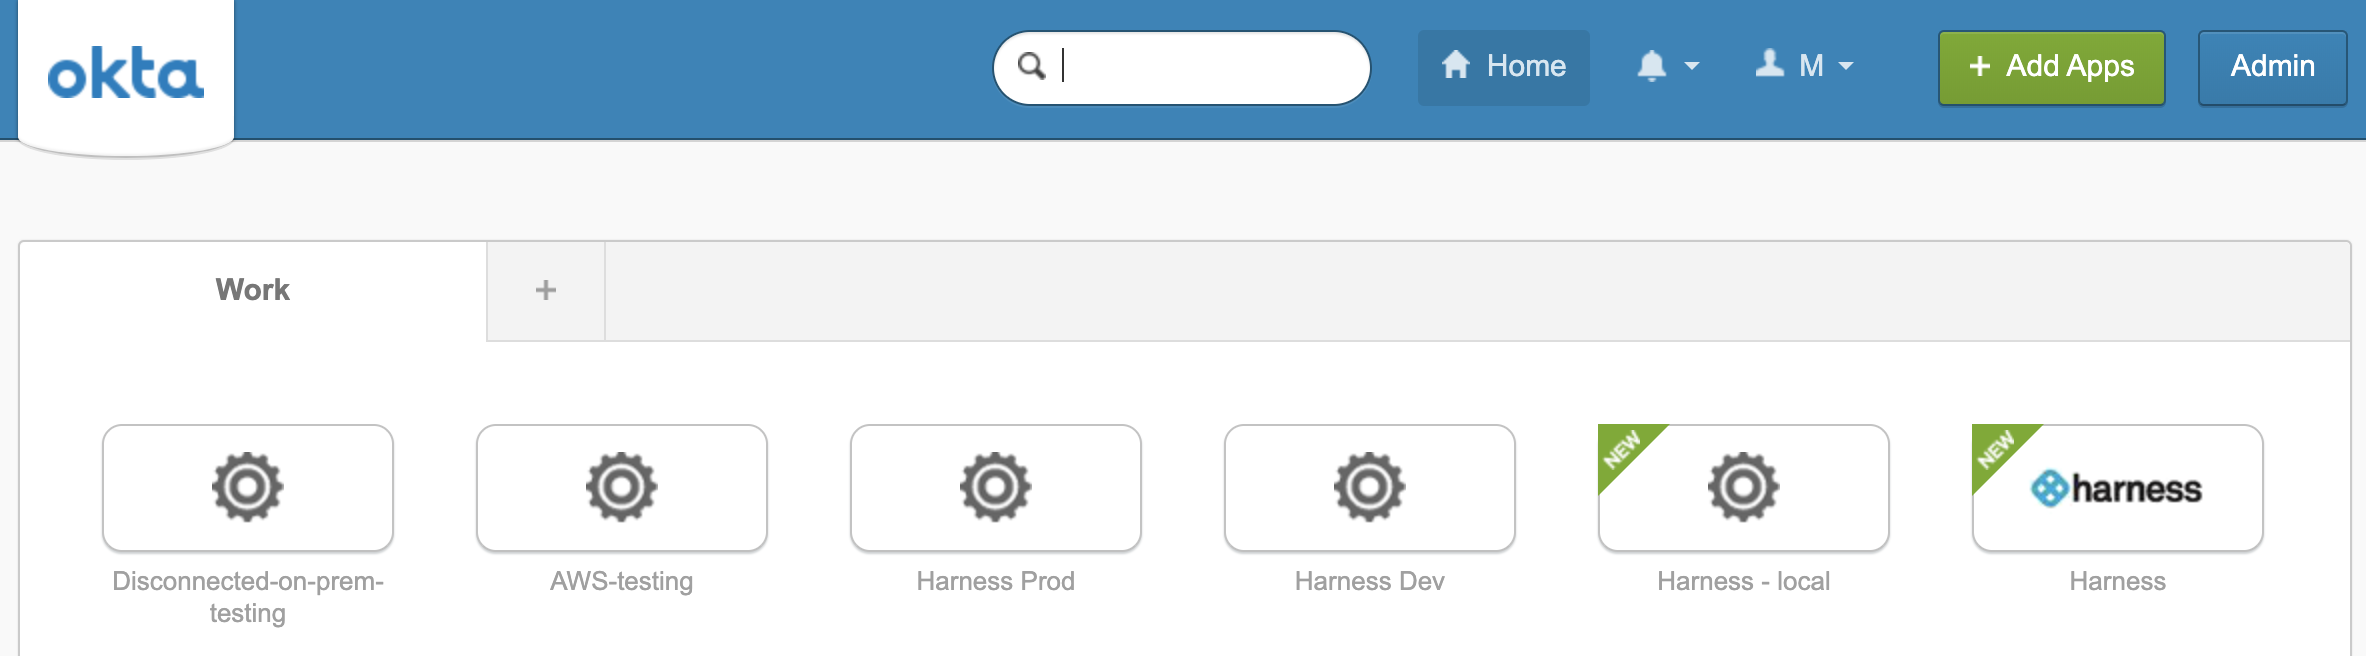 okta
Home
M
+ Add Apps
Admin
Work
+
NEW
NEW
harness
Disconnected-on-prem-
testing
AWS-testing
Harness Prod
Harness Dev
Harness - local
Harness